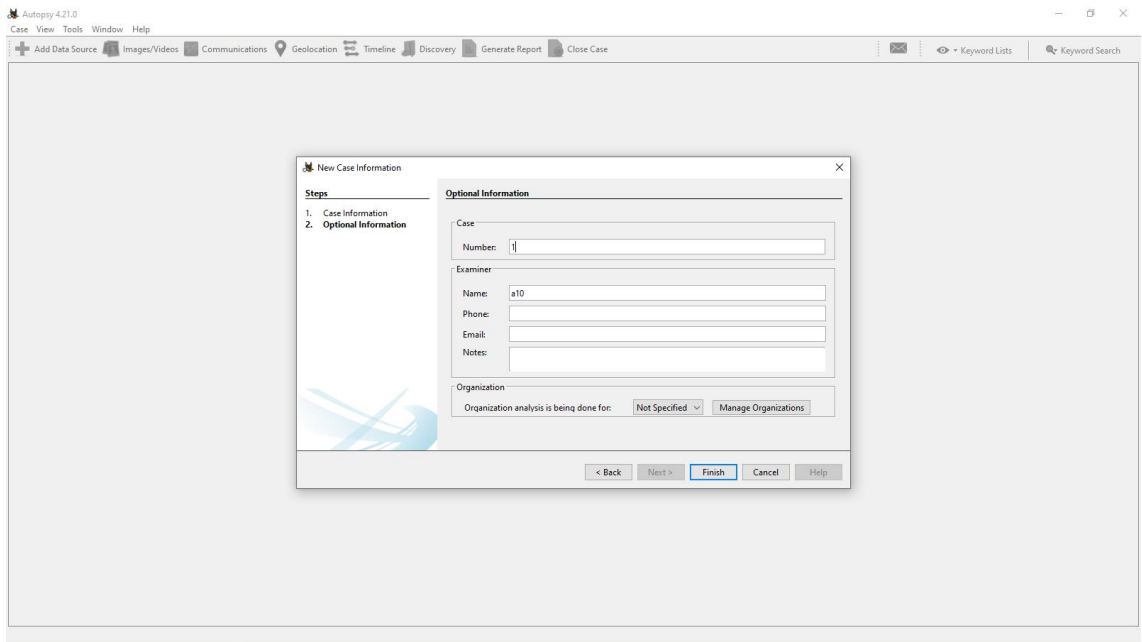 Autopsy 4.21.0
Case View Tools Window Help
Add Data Source Images/Videos Communications Geolocation Timeline Discovery Generate Report Close Case Keyword Lists Keyword Search
New Case Information
Steps
1. Case Information
2. Optional Information
Optional Information
Case
Number: 1
Examiner
Name: a10
Phone:
Email:
Notes:
Organization
Organization analysis is being done for: Not Specified Manage Organizations
< Back Next > Finish Cancel Help